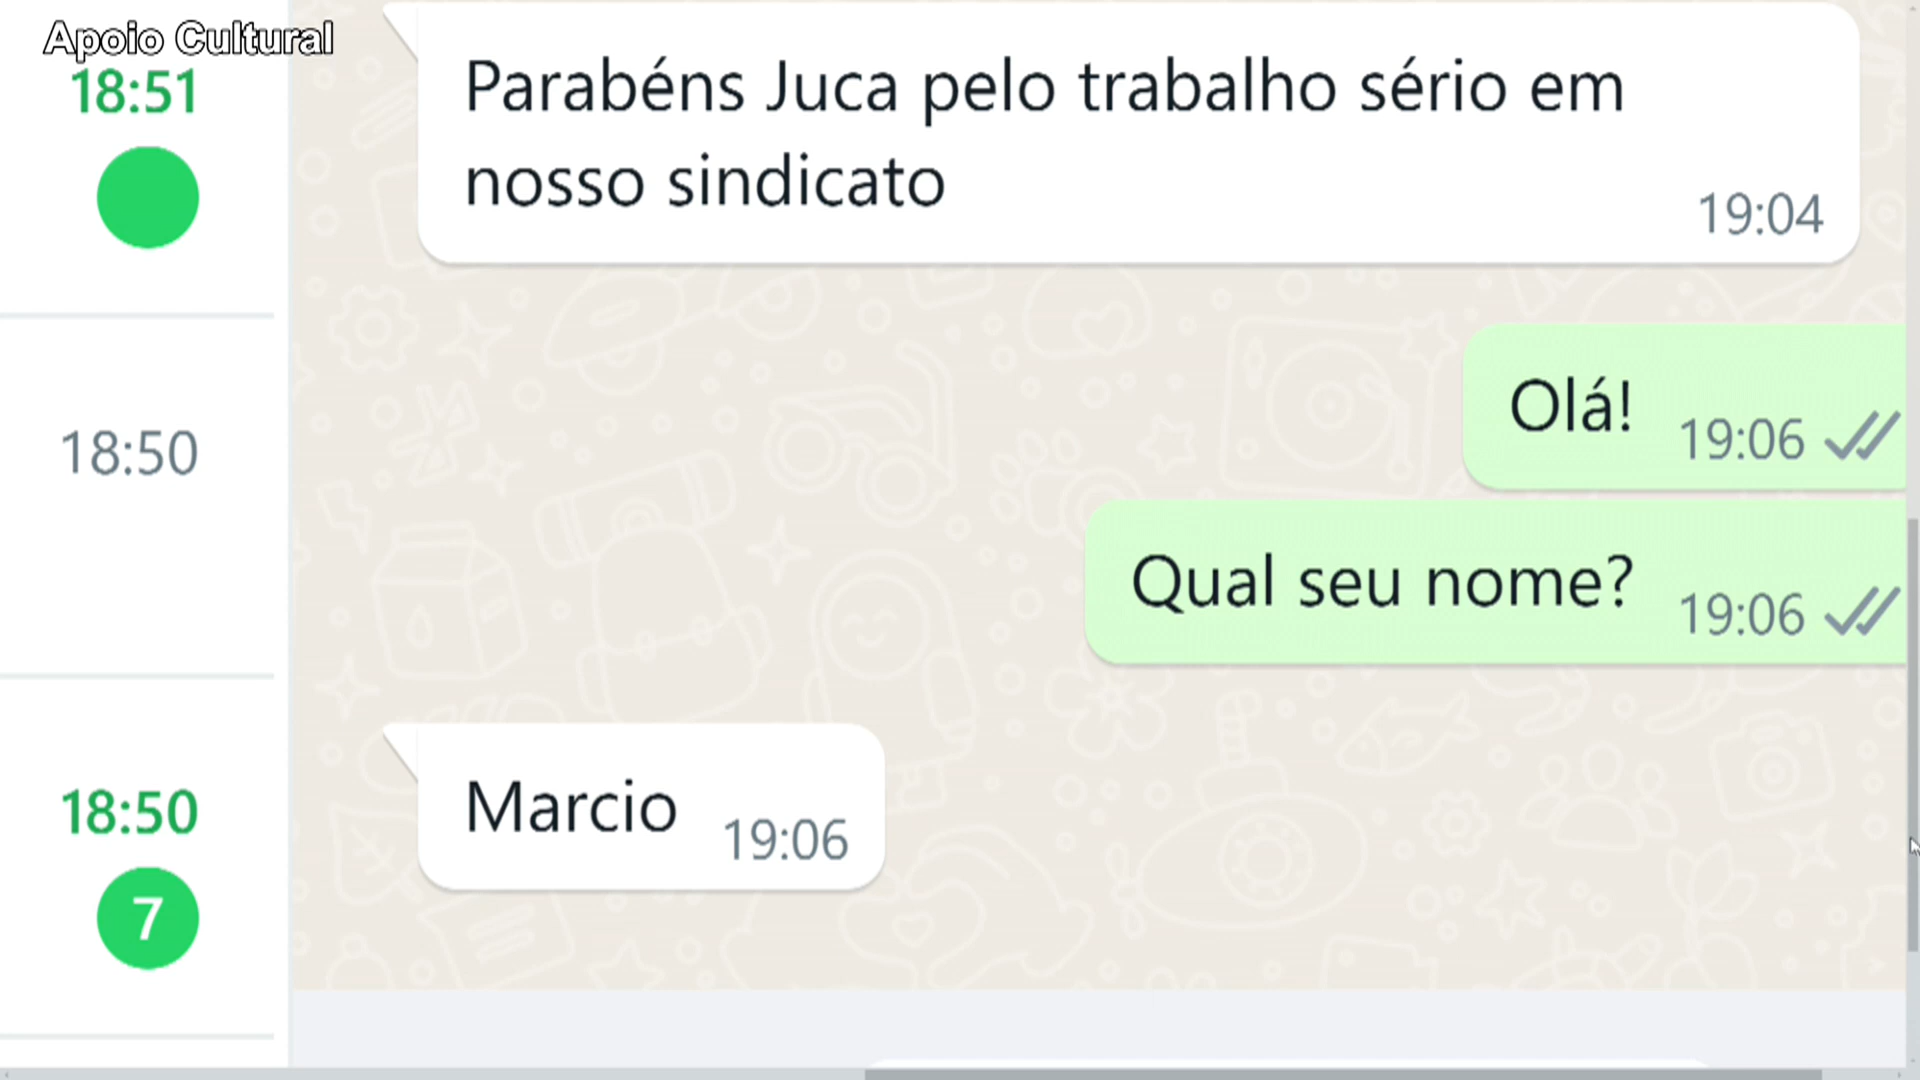 Apoio Cultural
18:51
18:50
18:50
7
Parabéns Juca pelo trabalho sério em
nosso sindicato
19:04
Olá! 19:06
Qual seu nome? 19:06
Marcio 19:06